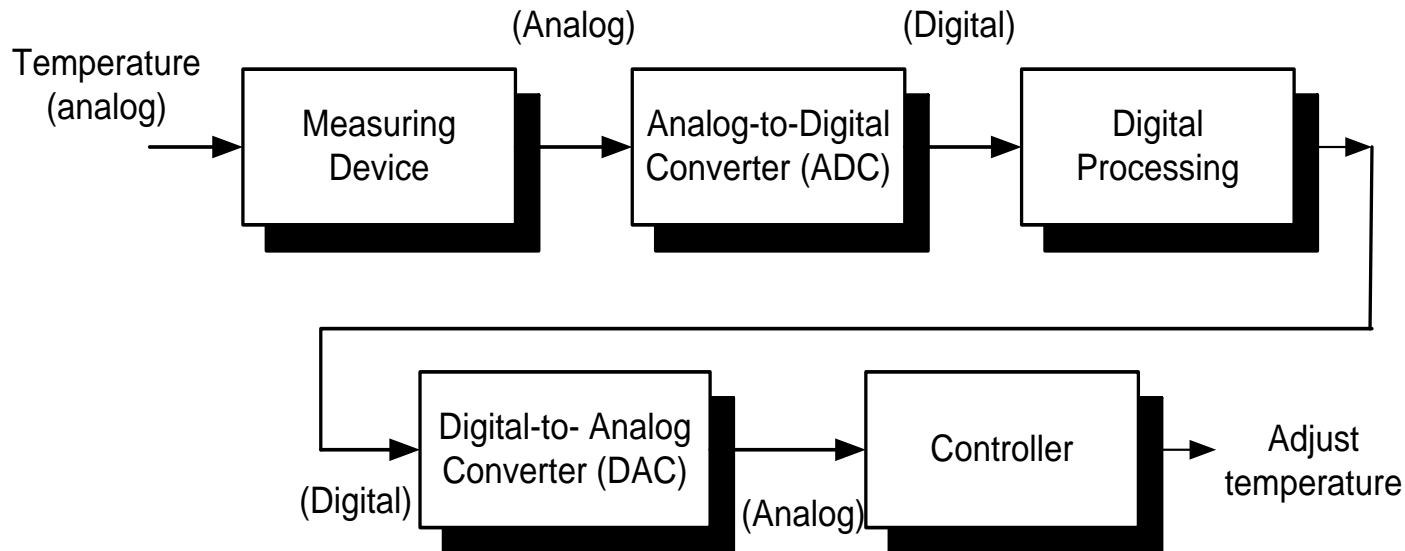 (Analog)
(Digital)
Temperature
(analog)
Measuring
Device
Analog-to-Digital
Converter (ADC)
Digital
Processing
Digital-to- Analog
Converter (DAC)
Controller
Adjust
temperature
(Digital)
(Analog)